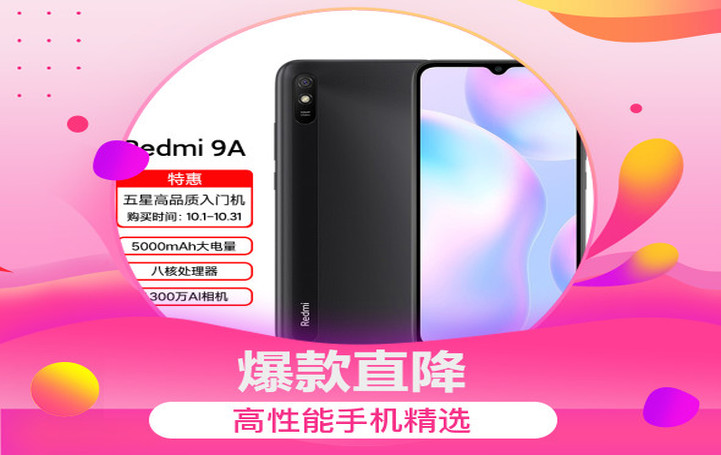 Redmi 9A
特惠
五星高品质入门机
购买时间：10.1-10.31
5000mAh大电量
八核处理器
300万AI相机
Redmi
爆款直降
高性能手机精选